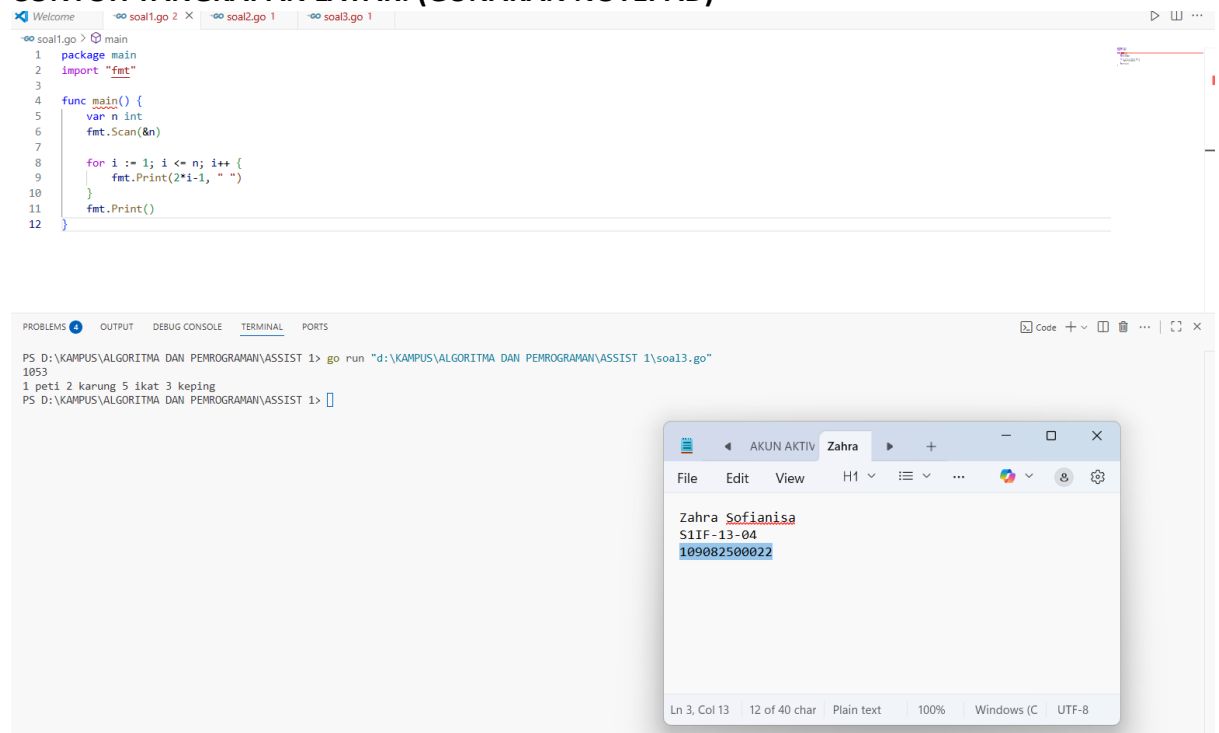 CONTOH TANGKAPAN LAYAR: (GUNAKAN NOTEPAD)
Welcome soal1.go 2 soal2.go 1 soal3.go 1
soal1.go > main
1 package main
2 import "fmt"
3
4 func main() {
5 var n int
6 fmt.Scan(&n)
7
8 for i := 1; i <= n; i++ {
9 fmt.Print(2*i-1, " ")
10 }
11 fmt.Print()
12 }
PROBLEMS 4 OUTPUT DEBUG CONSOLE TERMINAL PORTS
Code
PS D:\KAMPUS\ALGORITMA DAN PEMROGRAMAN\ASSIST 1> go run "d:\KAMPUS\ALGORITMA DAN PEMROGRAMAN\ASSIST 1\soal3.go"
1053
1 peti 2 karung 5 ikat 3 keping
PS D:\KAMPUS\ALGORITMA DAN PEMROGRAMAN\ASSIST 1>
AKUN AKTIV Zahra
File Edit View H1
Zahra Sofianisa
S1IF-13-04
109082500022
Ln 3, Col 13 12 of 40 char Plain text 100% Windows (C UTF-8